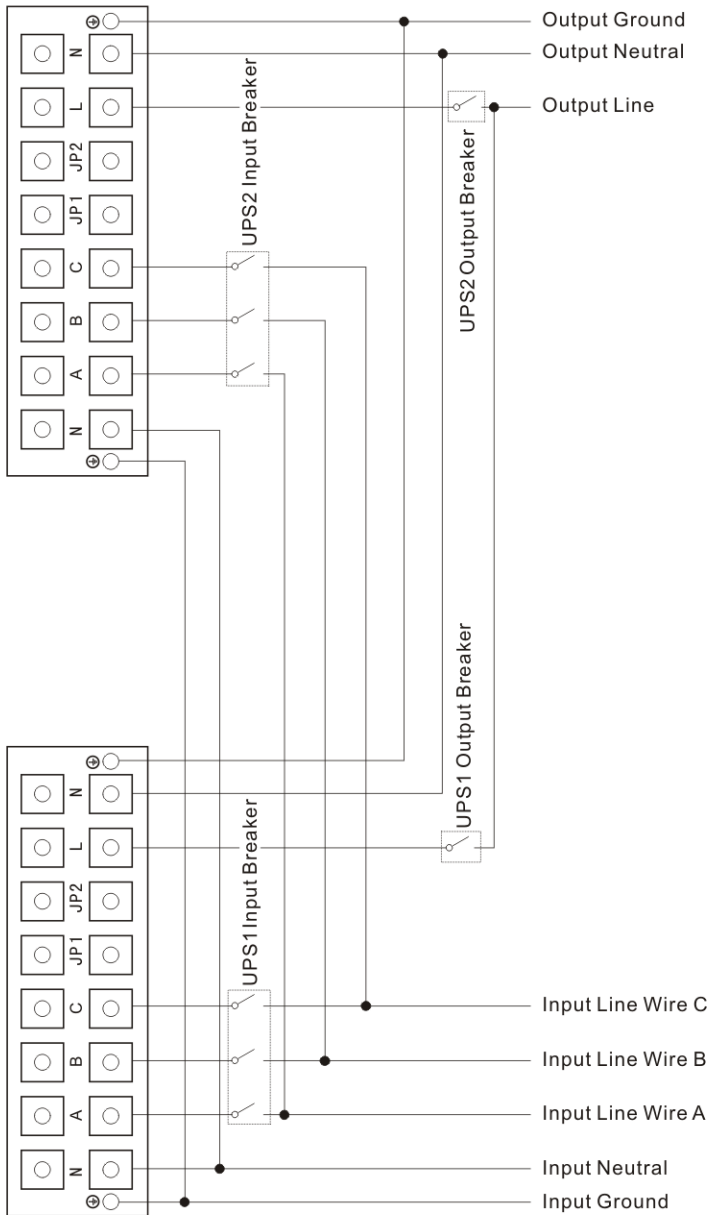 Output Ground
N
Output Neutral
L
Output Line
JP2
JP1
UPS2 Input Breaker
UPS2 Output Breaker
C
B
A
N
N
L
UPS1 Output Breaker
JP2
JP1
UPS1 Input Breaker
C
Input Line Wire C
B
Input Line Wire B
A
Input Line Wire A
N
Input Neutral
Input Ground